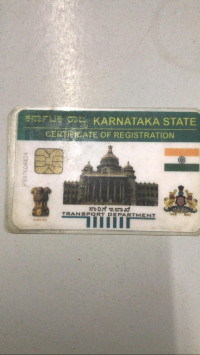 ಕರ್ನಾಟಕ ರಾಜ್ಯ KARNATAKA STATE
CERTIFICATE OF REGISTRATION
ಸಾರಿಗೆ ಇಲಾಖೆ
TRANSPORT DEPARTMENT